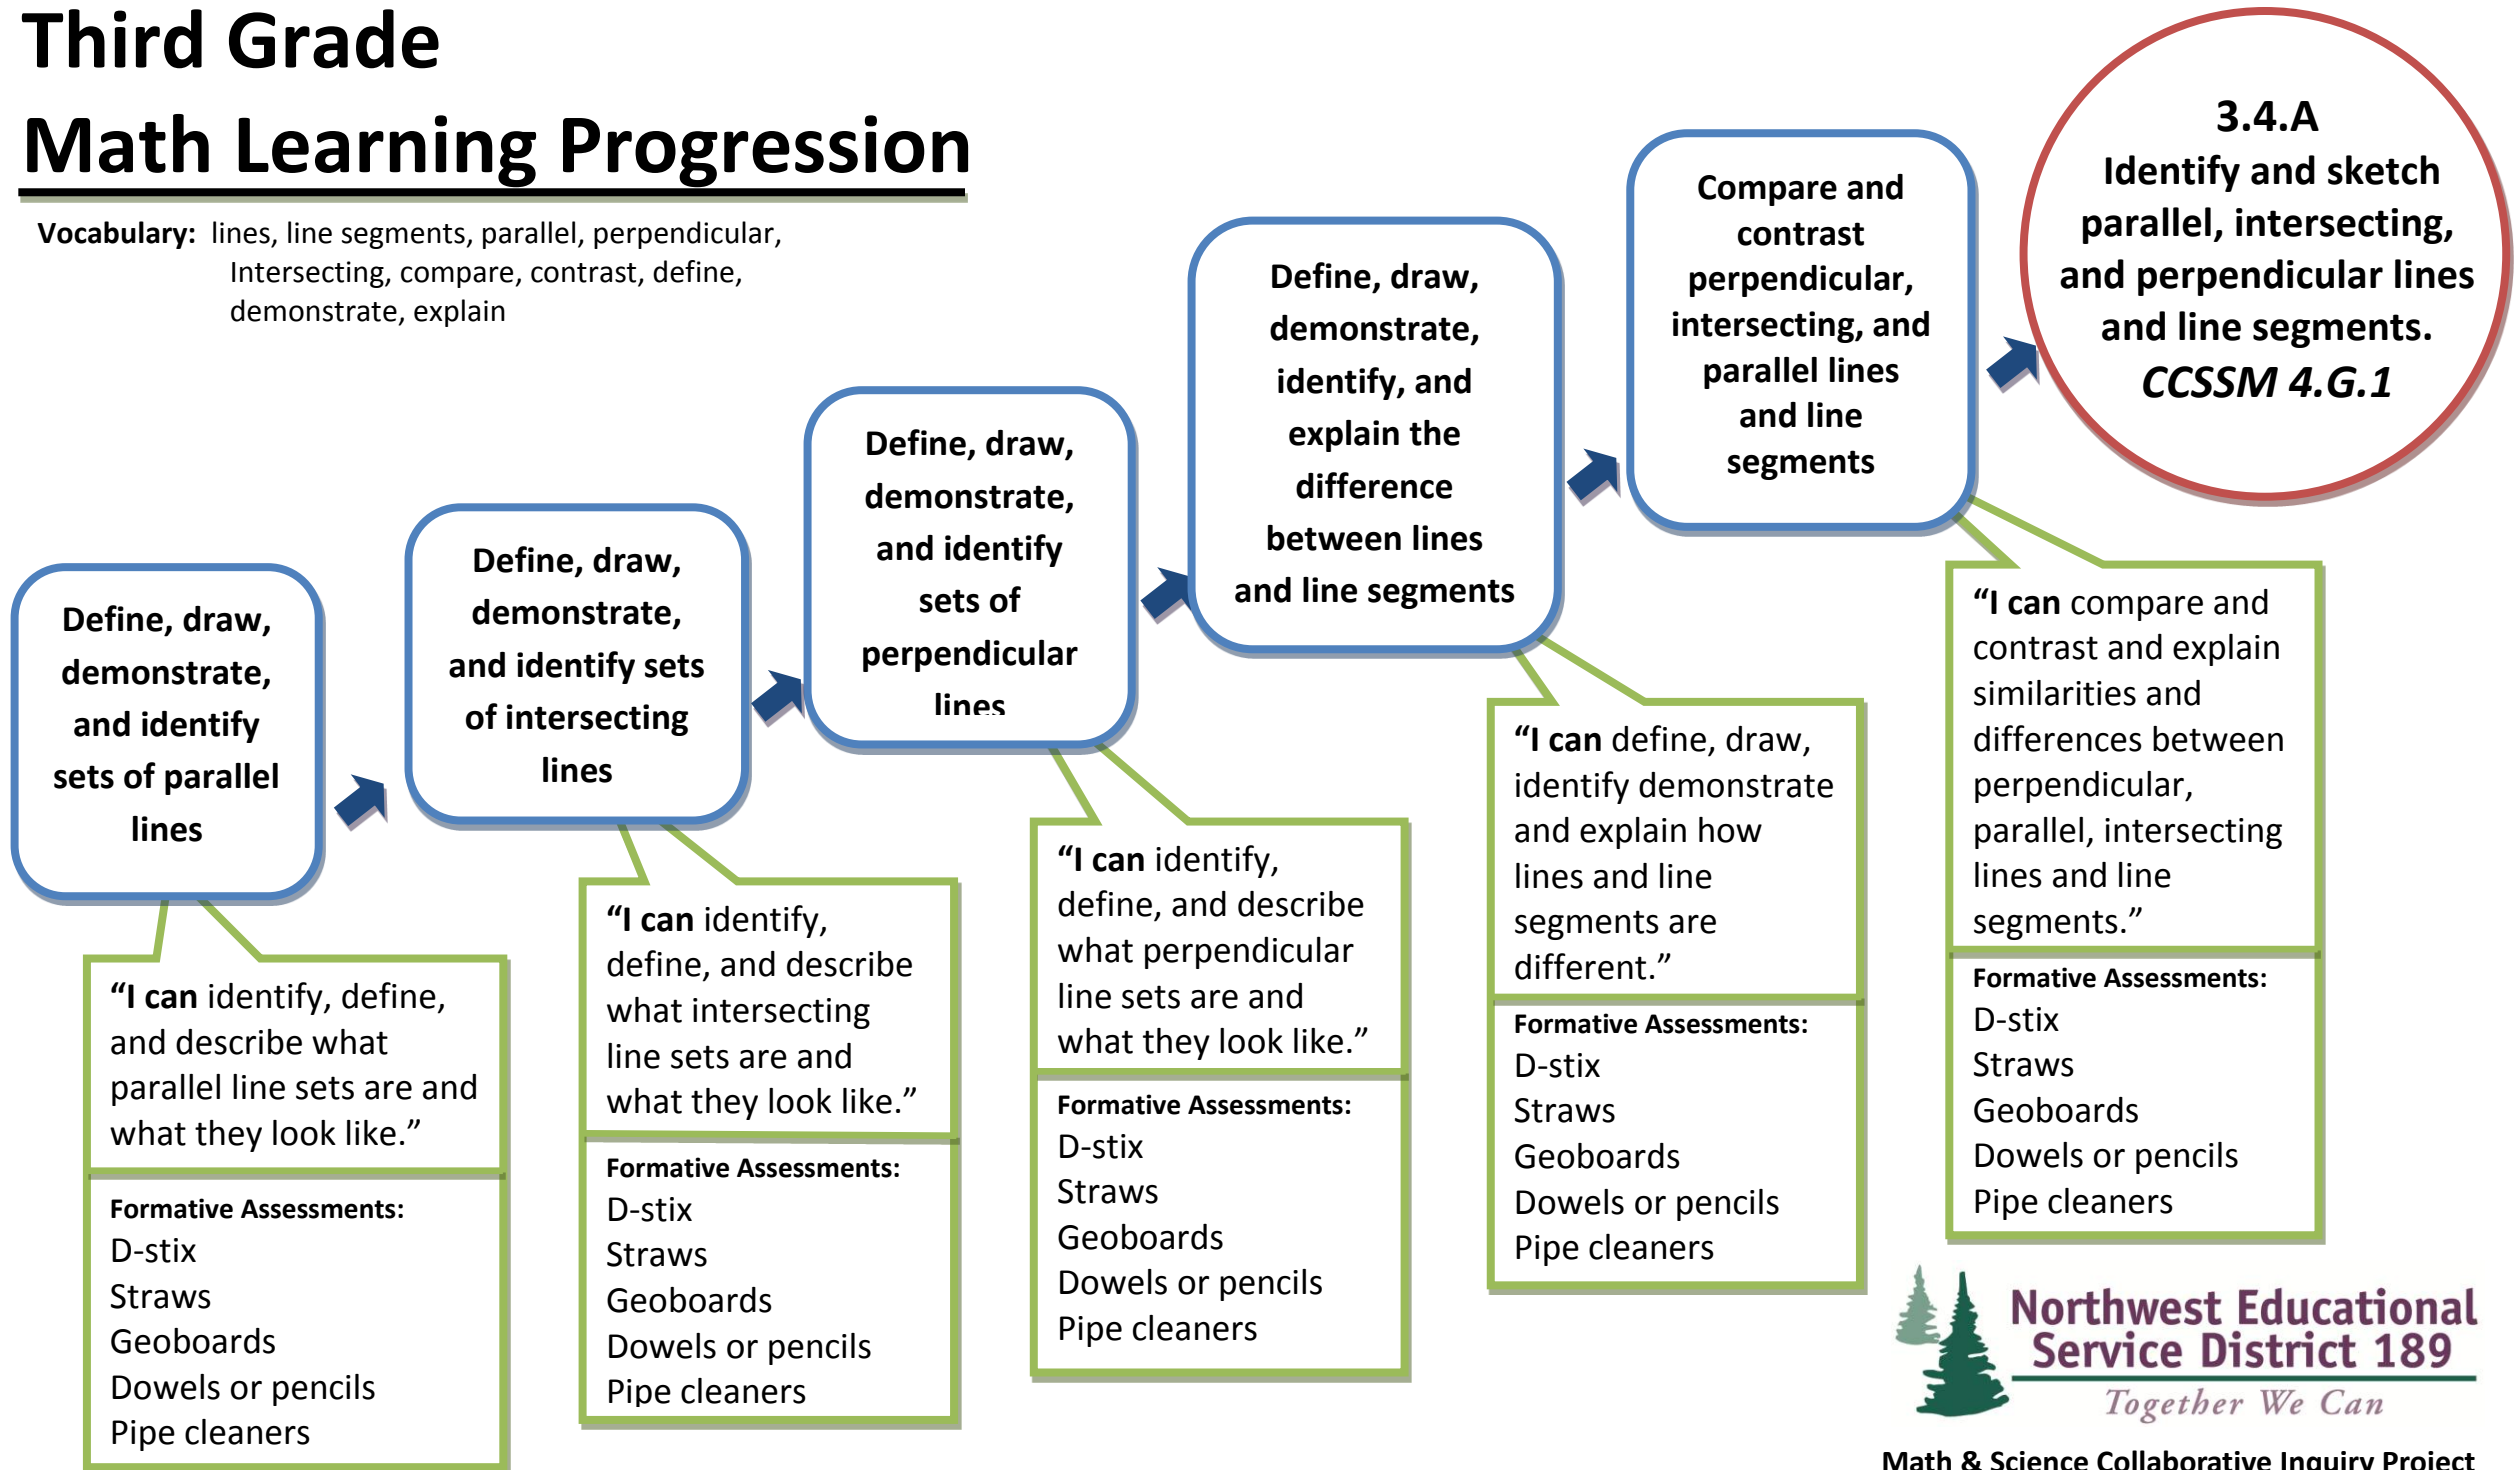 Third Grade
Math Learning Progression
Vocabulary: lines, line segments, parallel, perpendicular,
Intersecting, compare, contrast, define,
demonstrate, explain
Define, draw,
demonstrate,
and identify
sets of parallel
lines
“I can identify, define,
and describe what
parallel line sets are and
what they look like.”
Formative Assessments:
D-stix
Straws
Geoboards
Dowels or pencils
Pipe cleaners
Define, draw,
demonstrate,
and identify sets
of intersecting
lines
“I can identify,
define, and describe
what intersecting
line sets are and
what they look like.”
Formative Assessments:
D-stix
Straws
Geoboards
Dowels or pencils
Pipe cleaners
Define, draw,
demonstrate,
and identify
sets of
perpendicular
lines
“I can identify,
define, and describe
what perpendicular
line sets are and
what they look like.”
Formative Assessments:
D-stix
Straws
Geoboards
Dowels or pencils
Pipe cleaners
Define, draw,
demonstrate,
identify, and
explain the
difference
between lines
and line segments
“I can define, draw,
identify demonstrate
and explain how
lines and line
segments are
different.”
Formative Assessments:
D-stix
Straws
Geoboards
Dowels or pencils
Pipe cleaners
Compare and
contrast
perpendicular,
intersecting, and
parallel lines
and line
segments
“I can compare and
contrast and explain
similarities and
differences between
perpendicular,
parallel, intersecting
lines and line
segments.”
Formative Assessments:
D-stix
Straws
Geoboards
Dowels or pencils
Pipe cleaners
3.4.A
Identify and sketch
parallel, intersecting,
and perpendicular lines
and line segments.
CCSSM 4.G.1
Northwest Educational
Service District 189
Together We Can
Math & Science Collaborative Inquiry Project